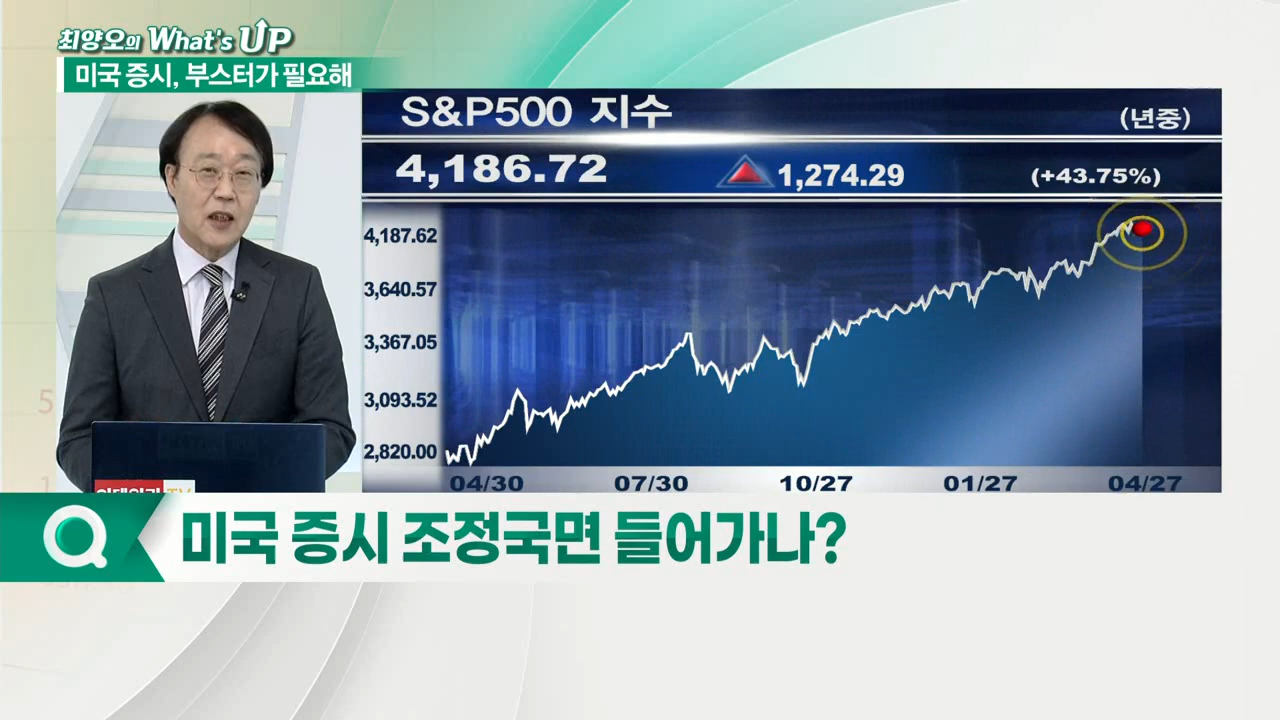 최양오의 What's UP
미국 증시, 부스터가 필요해
S&P500 지수
(년중)
4,186.72
1,274.29
(+43.75%)
4,187.62
3,640.57
3,367.05
3,093.52
2,820.00
04/30
07/30
10/27
01/27
04/27
미국 증시 조정국면 들어가나?